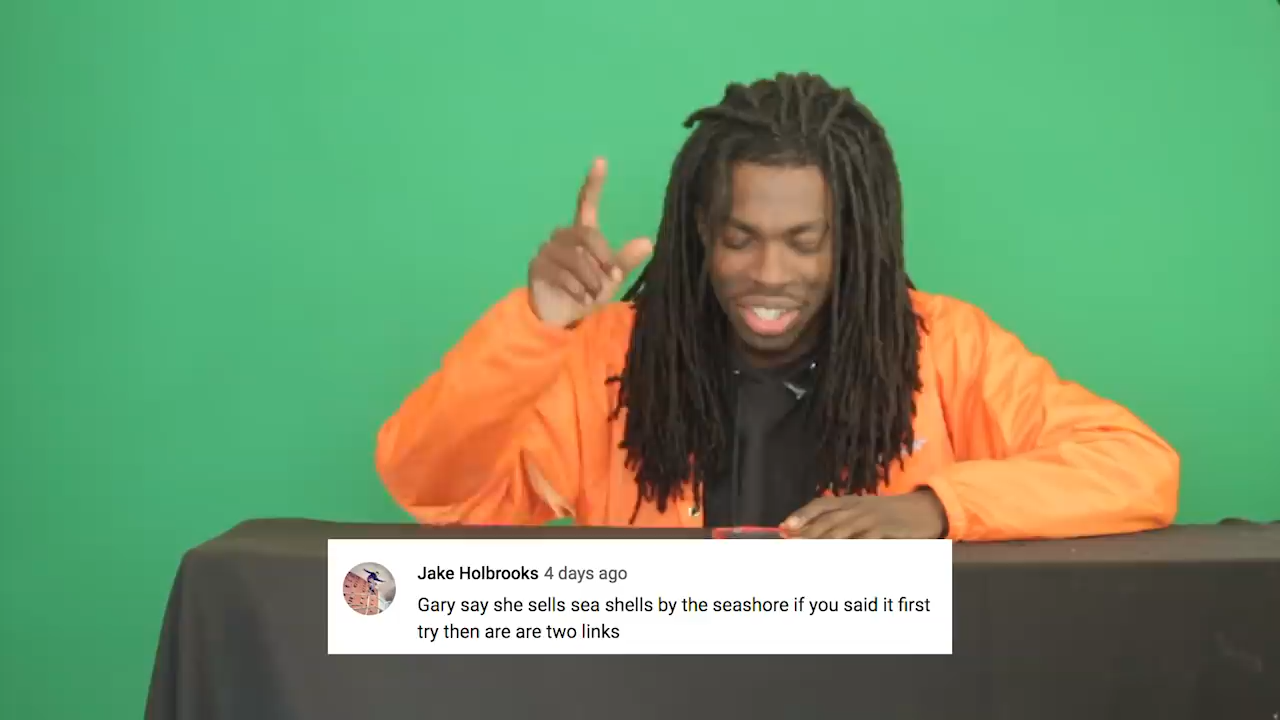 Jake Holbrooks 4 days ago
Gary say she sells sea shells by the seashore if you said it first
try then are are two links